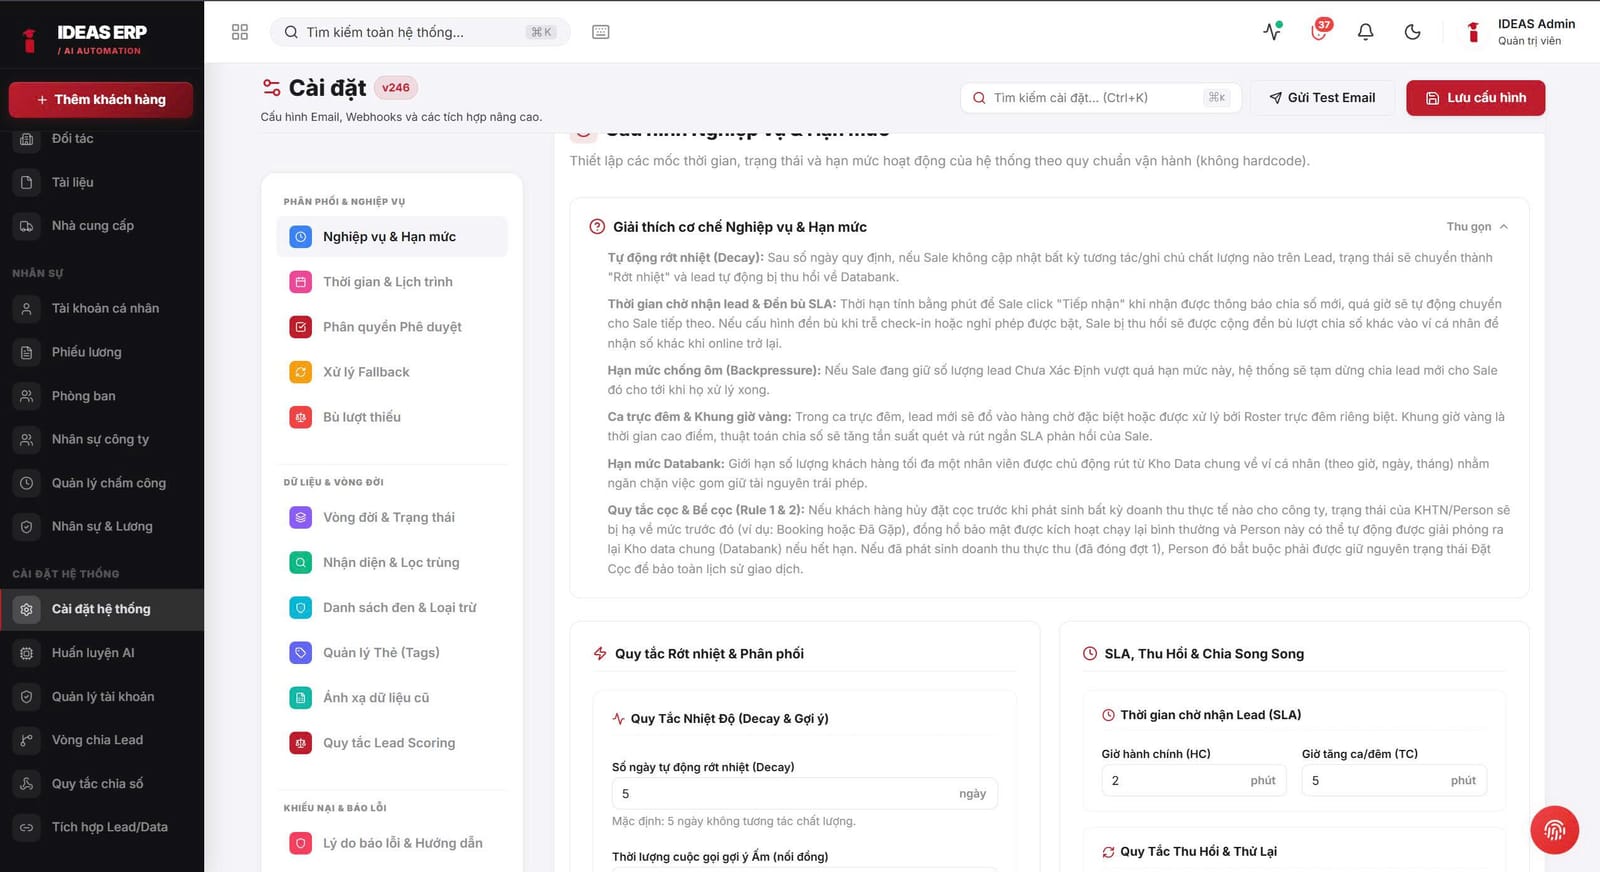 IDEAS ERP
/ AI AUTOMATION
+ Thêm khách hàng
Đối tác
Tài liệu
Nhà cung cấp
NHÂN SỰ
Tài khoản cá nhân
Phiếu lương
Phòng ban
Nhân sự công ty
Quản lý chấm công
Nhân sự & Lương
CÀI ĐẶT HỆ THỐNG
Cài đặt hệ thống
Huấn luyện AI
Quản lý tài khoản
Vòng chia Lead
Quy tắc chia số
Tích hợp Lead/Data
Tìm kiếm toàn hệ thống...
⌘ K
37
IDEAS Admin
Quản trị viên
Cài đặt
v246
Cấu hình Email, Webhooks và các tích hợp nâng cao.
Tìm kiếm cài đặt... (Ctrl+K)
⌘K
Gửi Test Email
Lưu cấu hình
PHÂN PHỐI & NGHIỆP VỤ
Nghiệp vụ & Hạn mức
Thời gian & Lịch trình
Phân quyền Phê duyệt
Xử lý Fallback
Bù lượt thiếu
DỮ LIỆU & VÒNG ĐỜI
Vòng đời & Trạng thái
Nhận diện & Lọc trùng
Danh sách đen & Loại trừ
Quản lý Thẻ (Tags)
Ánh xạ dữ liệu cũ
Quy tắc Lead Scoring
KHIẾU NẠI & BÁO LỖI
Lý do báo lỗi & Hướng dẫn
Cấu hình Nghiệp vụ & Hạn mức
Thiết lập các mốc thời gian, trạng thái và hạn mức hoạt động của hệ thống theo quy chuẩn vận hành (không hardcode).
Giải thích cơ chế Nghiệp vụ & Hạn mức
Thu gọn
Tự động rớt nhiệt (Decay): Sau số ngày quy định, nếu Sale không cập nhật bất kỳ tương tác/ghi chú chất lượng nào trên Lead, trạng thái sẽ chuyển thành
"Rớt nhiệt" và lead tự động bị thu hồi về Databank.
Thời gian chờ nhận lead & Đền bù SLA: Thời hạn tính bằng phút để Sale click "Tiếp nhận" khi nhận được thông báo chia số mới, quá giờ sẽ tự động chuyển
cho Sale tiếp theo. Nếu cấu hình đền bù khi trễ check-in hoặc nghỉ phép được bật, Sale bị thu hồi sẽ được cộng đền bù lượt chia số khác vào ví cá nhân để
nhận số khác khi online trở lại.
Hạn mức chống ôm (Backpressure): Nếu Sale đang giữ số lượng lead Chưa Xác Định vượt quá hạn mức này, hệ thống sẽ tạm dừng chia lead mới cho Sale
đó cho tới khi họ xử lý xong.
Ca trực đêm & Khung giờ vàng: Trong ca trực đêm, lead mới sẽ đổ vào hàng chờ đặc biệt hoặc được xử lý bởi Roster trực đêm riêng biệt. Khung giờ vàng là
thời gian cao điểm, thuật toán chia số sẽ tăng tần suất quét và rút ngắn SLA phản hồi của Sale.
Hạn mức Databank: Giới hạn số lượng khách hàng tối đa một nhân viên được chủ động rút từ Kho Data chung về ví cá nhân (theo giờ, ngày, tháng) nhằm
ngăn chặn việc gom giữ tài nguyên trái phép.
Quy tắc cọc & Bể cọc (Rule 1 & 2): Nếu khách hàng hủy đặt cọc trước khi phát sinh bất kỳ doanh thu thực tế nào cho công ty, trạng thái của KHTN/Person sẽ
bị hạ về mức trước đó (ví dụ: Booking hoặc Đã Gặp), đồng hồ bảo mật được kích hoạt chạy lại bình thường và Person này có thể tự động được giải phóng ra
lại Kho data chung (Databank) nếu hết hạn. Nếu đã phát sinh doanh thu thực thu (đã đóng đợt 1), Person đó bắt buộc phải được giữ nguyên trạng thái Đặt
Cọc để bảo toàn lịch sử giao dịch.
Quy tắc Rớt nhiệt & Phân phối
Quy Tắc Nhiệt Độ (Decay & Gợi ý)
Số ngày tự động rớt nhiệt (Decay)
5 ngày
Mặc định: 5 ngày không tương tác chất lượng.
Thời lượng cuộc gọi gợi ý Ấm (nối đồng)
SLA, Thu Hồi & Chia Song Song
Thời gian chờ nhận Lead (SLA)
Giờ hành chính (HC)
2 phút
Giờ tăng ca/đêm (TC)
5 phút
Quy Tắc Thu Hồi & Thử Lại